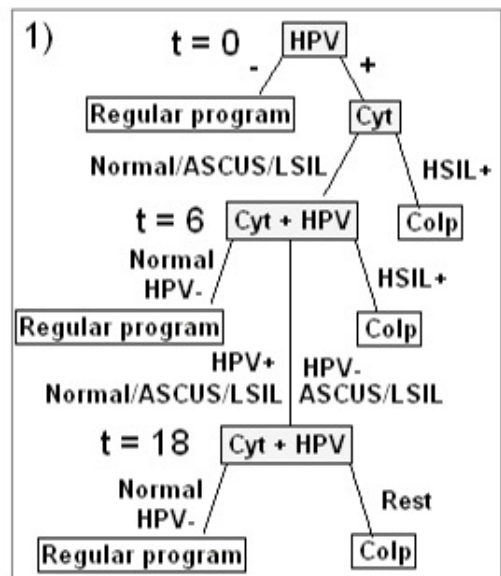 1)
t = 0
HPV
- +
Regular program
Cyt
Normal/ASCUS/LSIL
HSIL+
t = 6
Cyt + HPV
Colp
Normal
HPV-
HSIL+
Regular program
Colp
HPV+
Normal/ASCUS/LSIL
HPV-
ASCUS/LSIL
t = 18
Cyt + HPV
Normal
HPV-
Rest
Regular program
Colp